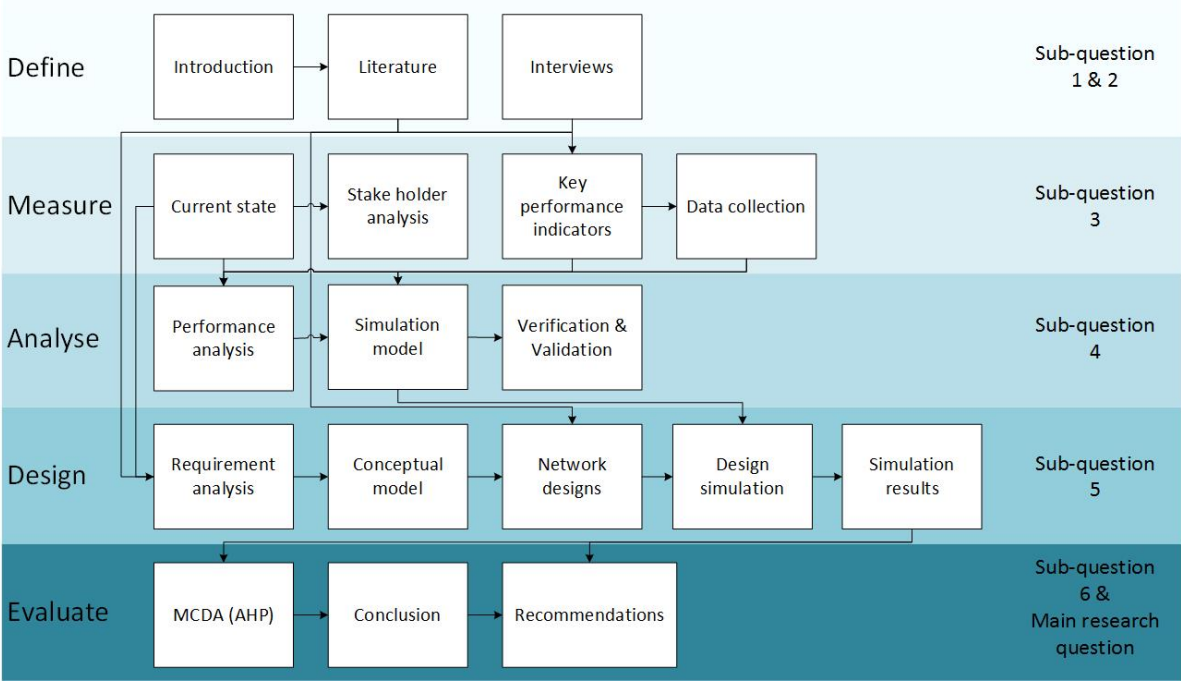 Define
Introduction
Literature
Interviews
Sub-question
1 & 2
Measure
Current state
Stake holder
analysis
Key
performance
indicators
Data collection
Sub-question
3
Analyse
Performance
analysis
Simulation
model
Verification &
Validation
Sub-question
4
Design
Requirement
analysis
Conceptual
model
Network
designs
Design
simulation
Simulation
results
Sub-question
5
Evaluate
MCDA (AHP)
Conclusion
Recommendations
Sub-question
6 &
Main research
question